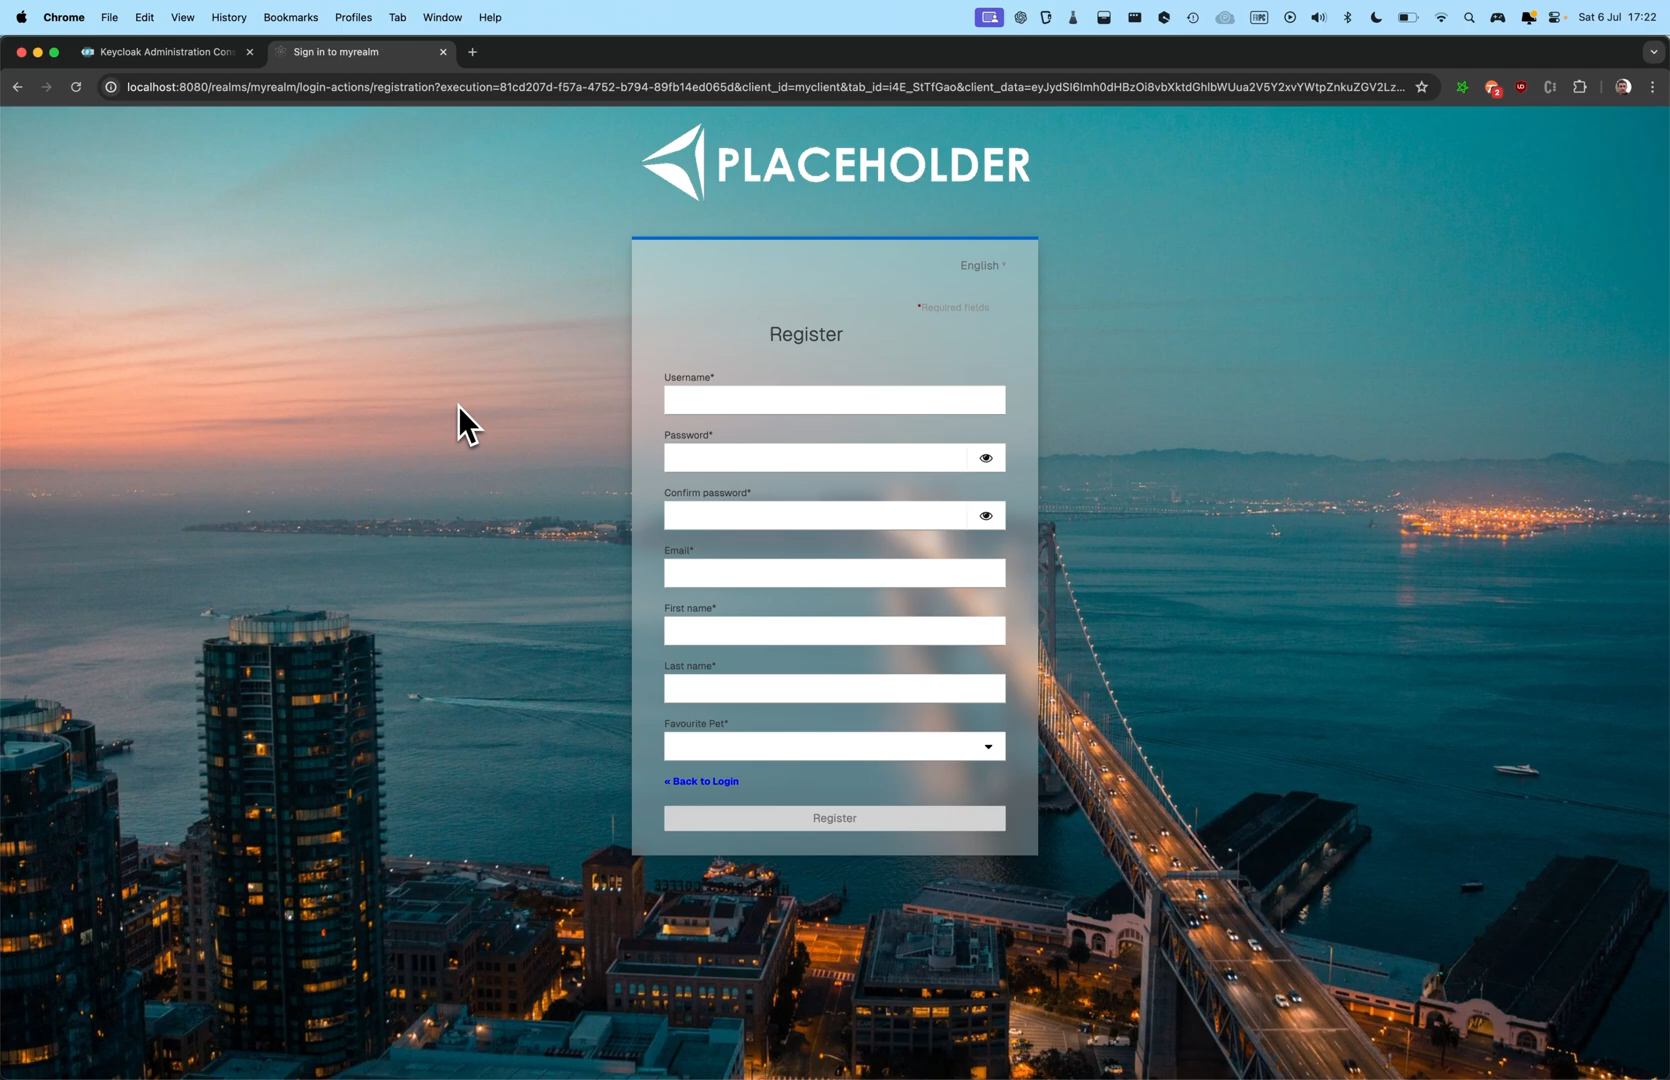 Chrome File Edit View History Bookmarks Profiles Tab Window Help Sat 6 Jul 17:22
Keycloak Administration Con Sign in to myrealm
localhost:8080/realms/myrealm/login-actions/registration?execution=81cd207d-f57a-4752-b794-89fb14ed065d&client_id=myclient&tab_id=i4E_StTfGao&client_data=eyJydSI6Imh0dHBzOi8vbXktdGhlbWUua2V5Y2xvYWtpZnkuZGV2Lz...
2
PLACEHOLDER
English
*Required fields
Register
Username*
Password*
Confirm password*
Email*
First name*
Last name*
Favourite Pet*
« Back to Login
Register